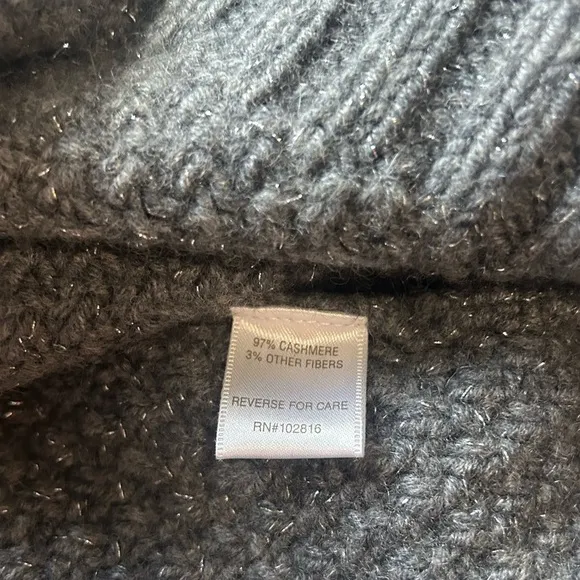 97% CASHMERE
3% OTHER FIBERS
REVERSE FOR CARE
RN#102816